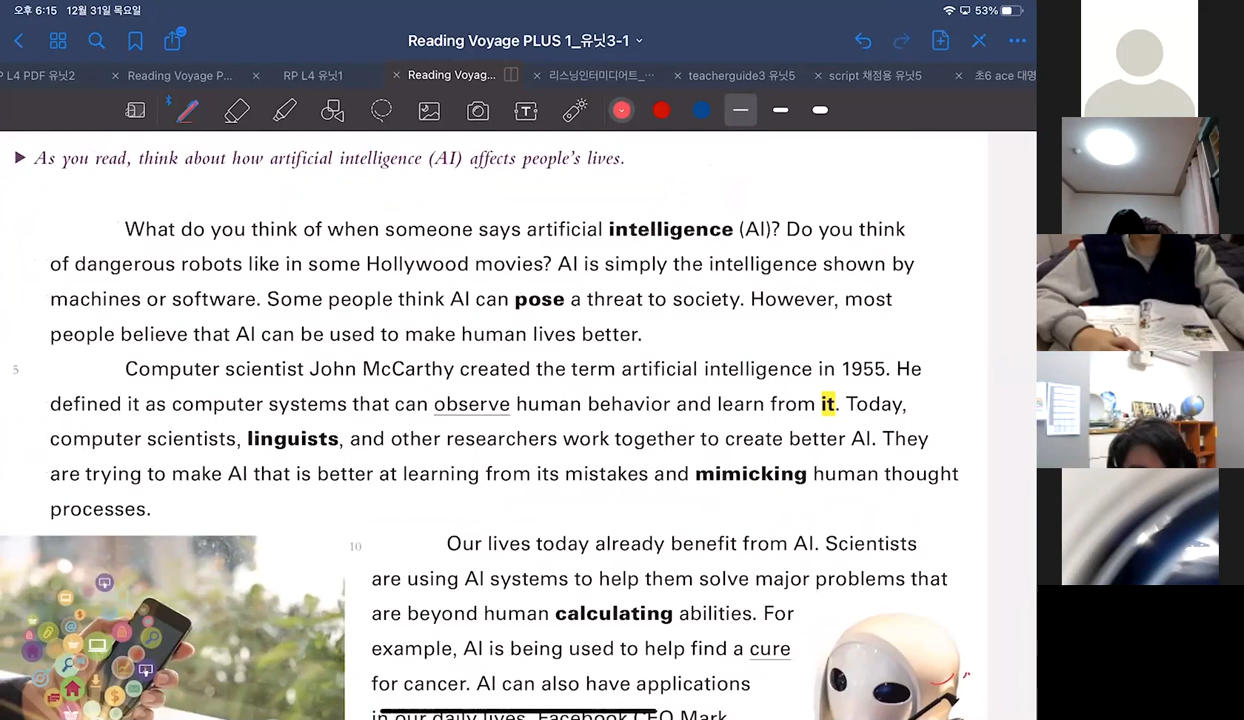 오후 6:15 12월 31일 목요일
53%
Reading Voyage PLUS 1_유닛3-1
P L4 PDF 유닛2
Reading Voyage P...
RP L4 유닛1
Reading Voyag...
리스닝인터미디어트_...
teacherguide3 유닛5
script 채점용 유닛5
초6 ace 대명
As you read, think about how artificial intelligence (AI) affects people's lives.
What do you think of when someone says artificial intelligence (AI)? Do you think
of dangerous robots like in some Hollywood movies? AI is simply the intelligence shown by
machines or software. Some people think AI can pose a threat to society. However, most
people believe that AI can be used to make human lives better.
5 Computer scientist John McCarthy created the term artificial intelligence in 1955. He
defined it as computer systems that can observe human behavior and learn from it. Today,
computer scientists, linguists, and other researchers work together to create better AI. They
are trying to make AI that is better at learning from its mistakes and mimicking human thought
processes.
10 Our lives today already benefit from AI. Scientists
are using AI systems to help them solve major problems that
are beyond human calculating abilities. For
example, AI is being used to help find a cure
for cancer. AI can also have applications
in our daily lives. Facebook CEO Mark